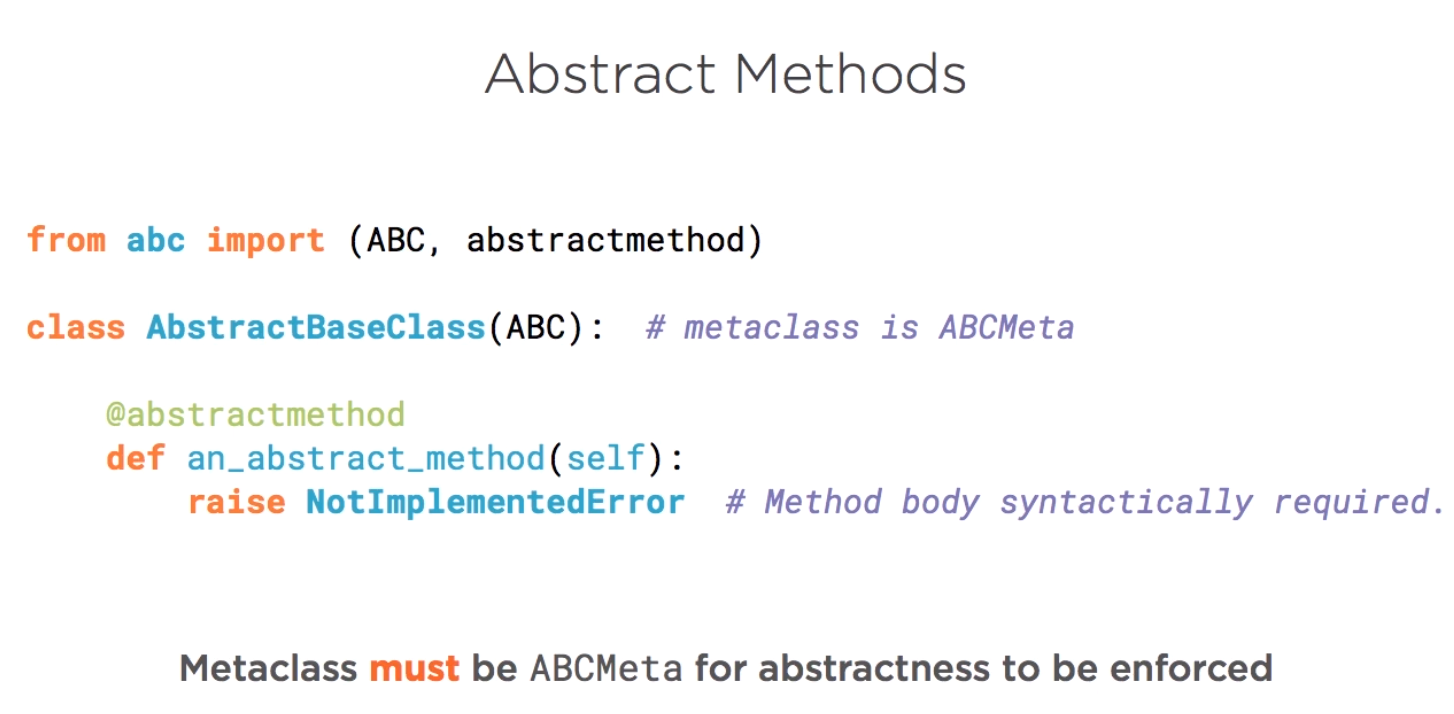 Abstract Methods
from abc import (ABC, abstractmethod)
class AbstractBaseClass(ABC):  # metaclass is ABCMeta
    @abstractmethod
    def an_abstract_method(self):
        raise NotImplementedError  # Method body syntactically required.
Metaclass must be ABCMeta for abstractness to be enforced